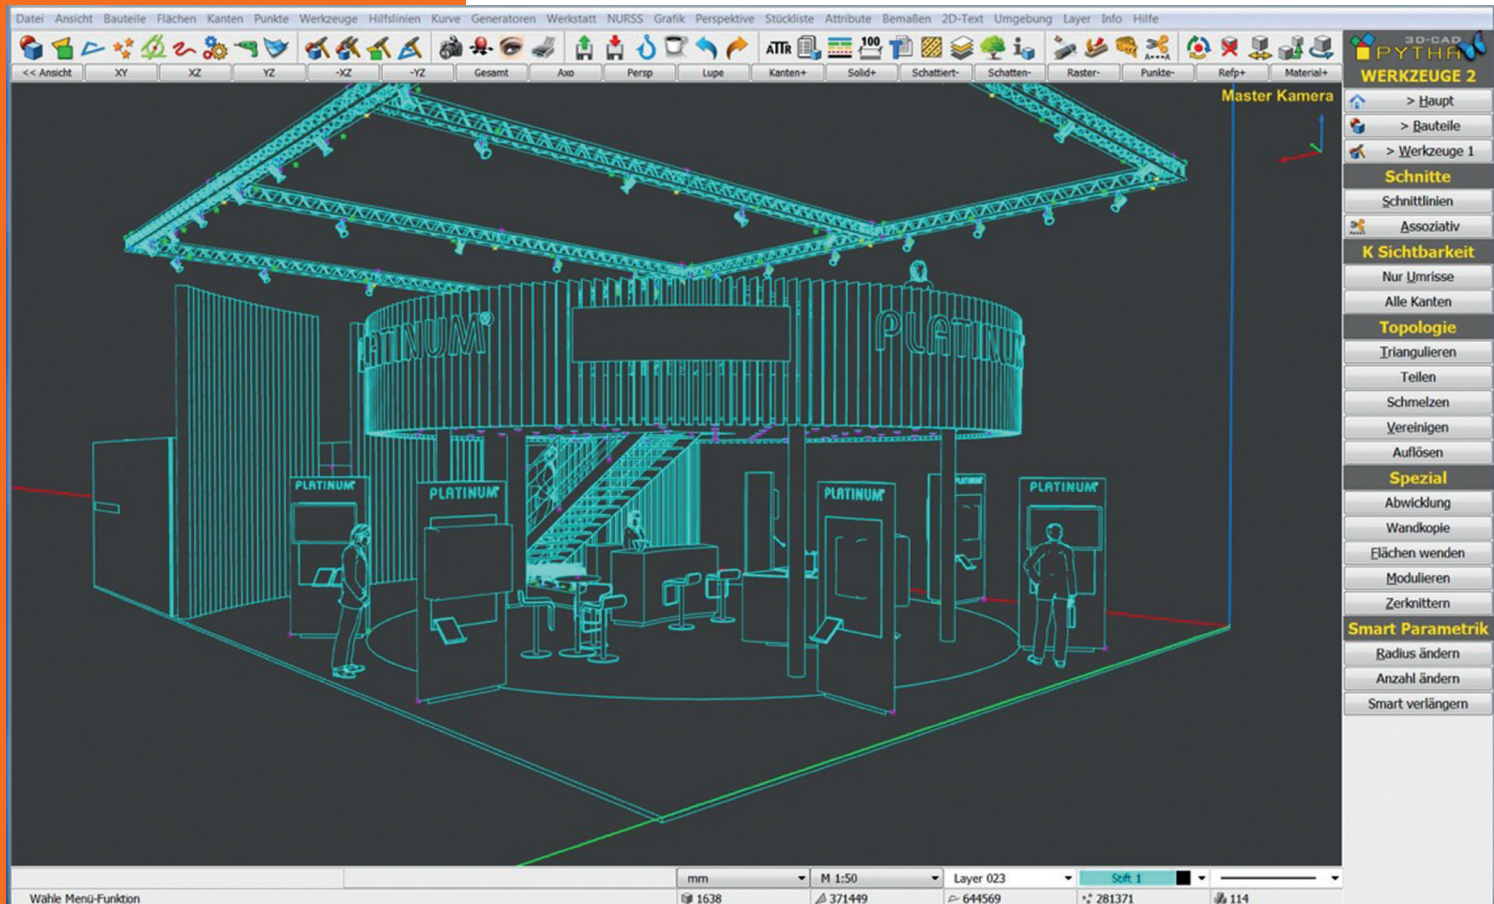 Datei Ansicht Bauteile Flächen Kanten Punkte Werkzeuge Hilfslinien Kurve Generatoren Werkstatt NURSS Grafik Perspektive Stückliste Attribute Bemaßen 2D-Text Umgebung Layer Info Hilfe
ATTR 100
<< Ansicht XY XZ YZ -XZ -YZ Gesamt Axo Persp Lupe Kanten+ Solid+ Schattiert- Schatten- Raster- Punkte- Refp+ Material+
3D-CAD
PYTHA
WERKZEUGE 2
> Haupt
> Bauteile
> Werkzeuge 1
Schnitte
Schnittlinien
Assoziativ
K Sichtbarkeit
Nur Umrisse
Alle Kanten
Topologie
Triangulieren
Teilen
Schmelzen
Vereinigen
Auflösen
Spezial
Abwicklung
Wandkopie
Flächen wenden
Modulieren
Zerknittern
Smart Parametrik
Radius ändern
Anzahl ändern
Smart verlängern
Master Kamera
ATINUM® PLATINU
PLATINUM® PLATINUM® PLATINUM® PLATINUM® PLATINUM®
mm M 1:50 Layer 023 Stift 1
Wähle Menü-Funktion 1638 371449 644569 281371 114